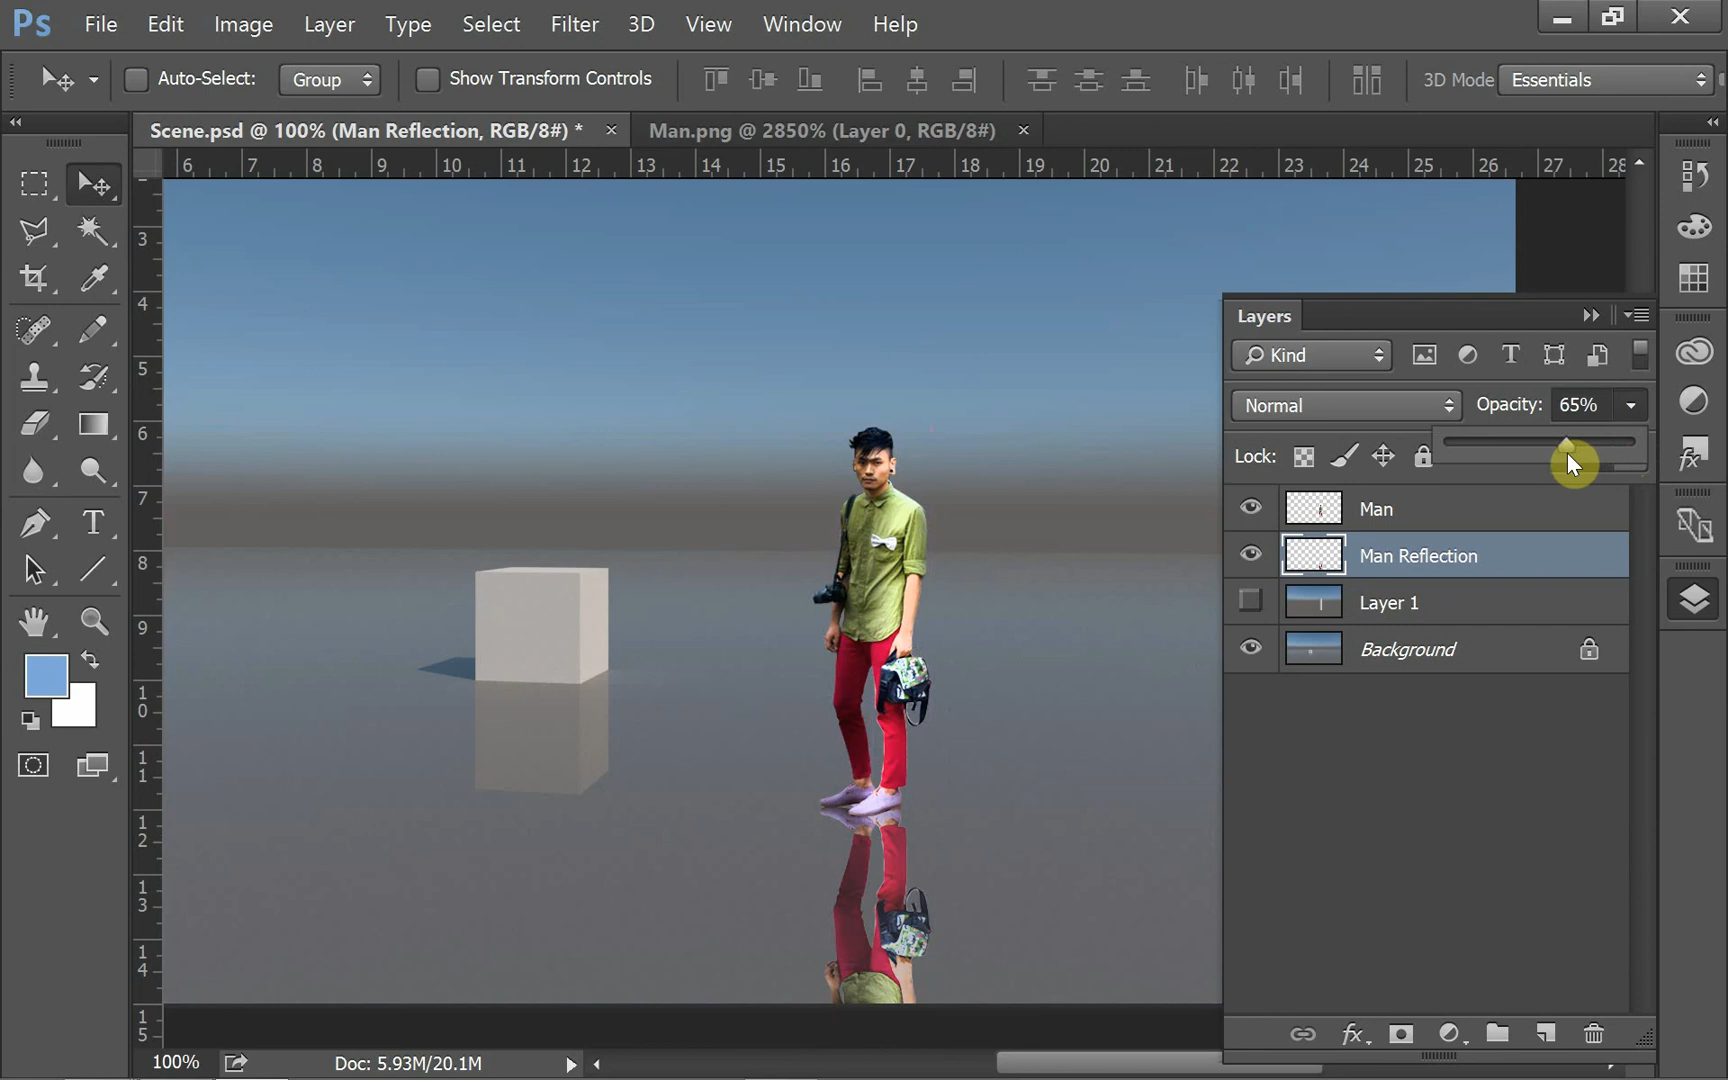 Ps File Edit Image Layer Type Select Filter 3D View Window Help
Auto-Select: Group Show Transform Controls 3D Mode Essentials
Scene.psd @ 100% (Man Reflection, RGB/8#) * × Man.png @ 2850% (Layer 0, RGB/8#) ×
6 7 8 9 10 11 12 13 14 15 16 17 18 19 20 21 22 23 24 25 26 27 28
3
4
5
6
7
8
9
10
11
12
13
14
15
Layers
Kind
Normal Opacity: 65%
Lock:
Man
Man Reflection
Layer 1
Background
fx
100% Doc: 5.93M/20.1M